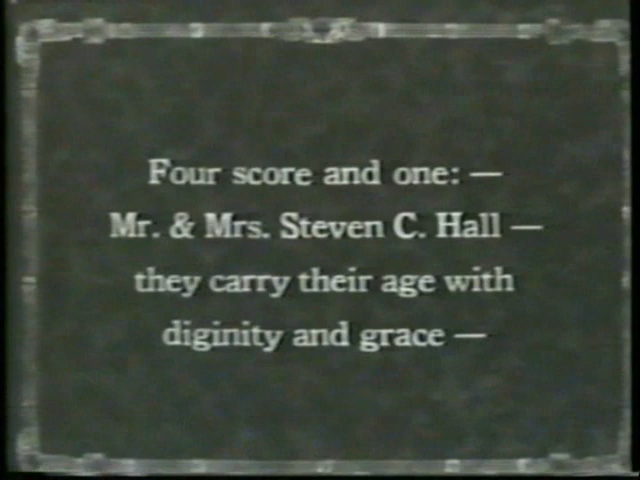 Four score and one: —
Mr. & Mrs. Steven C. Hall —
they carry their age with
diginity and grace —